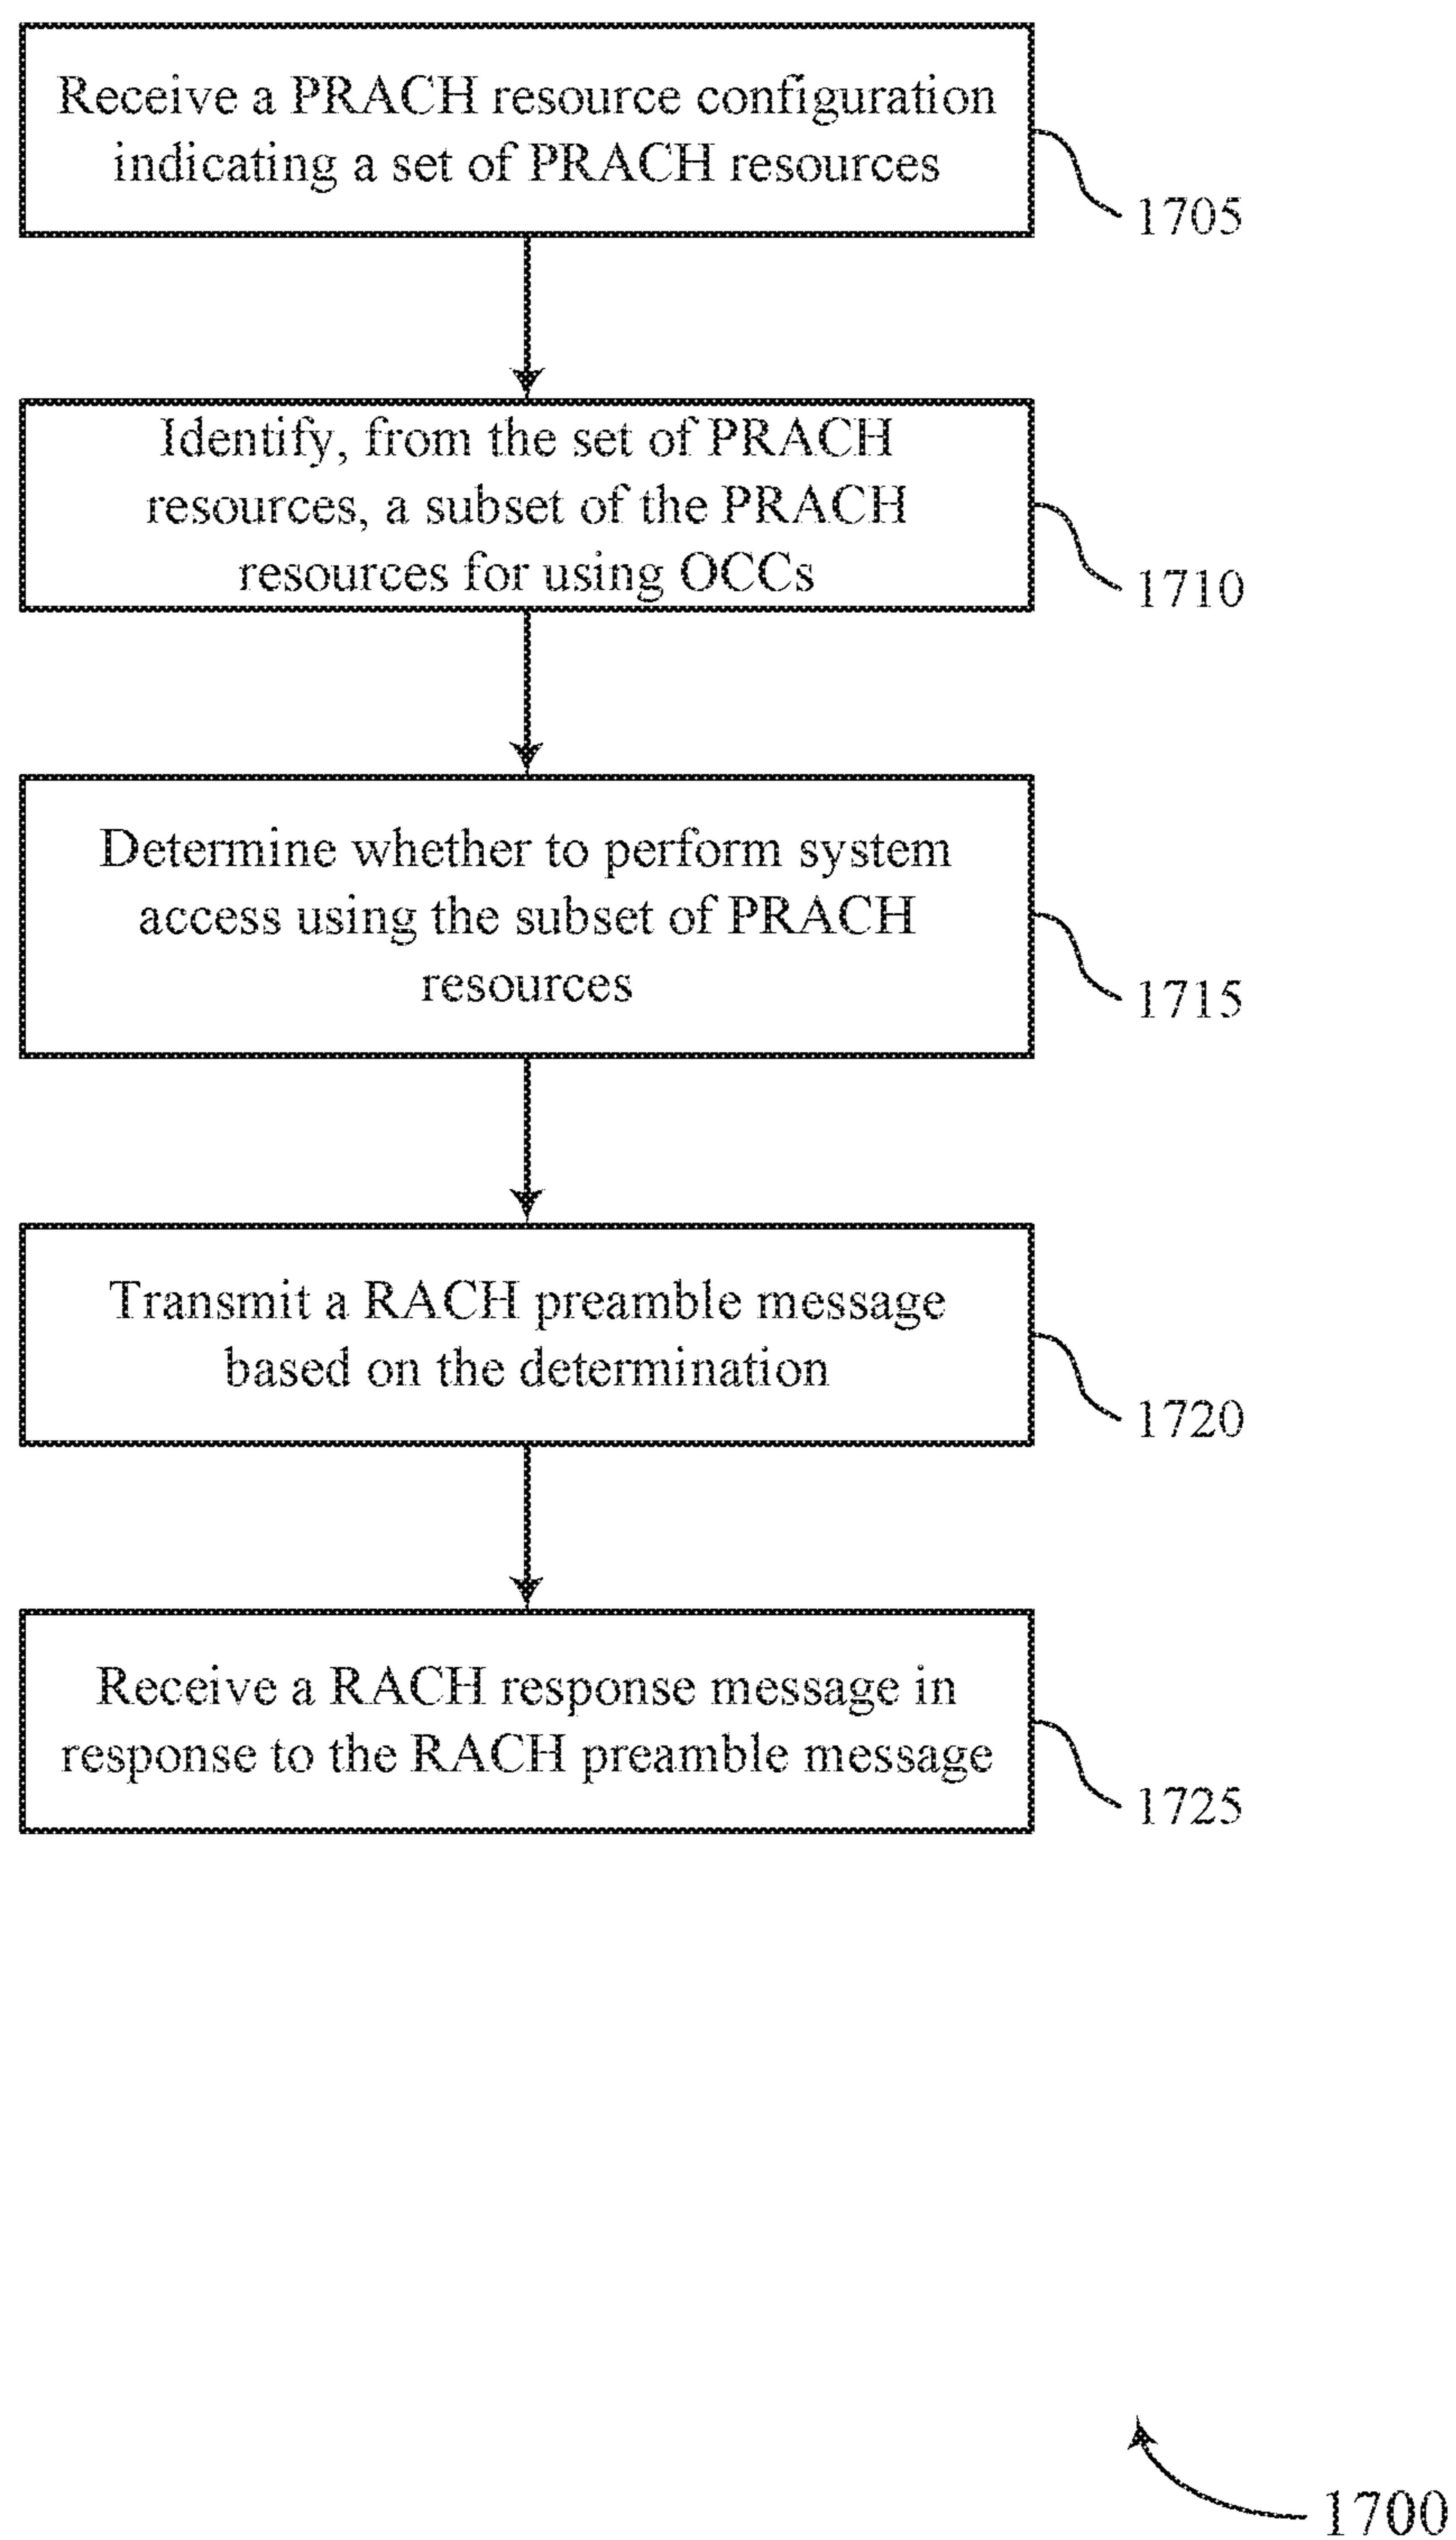 Receive a PRACH resource configuration
indicating a set of PRACH resources
1705
Identify, from the set of PRACH
resources, a subset of the PRACH
resources for using OCCs
1710
Determine whether to perform system
access using the subset of PRACH
resources
1715
Transmit a RACH preamble message
based on the determination
1720
Receive a RACH response message in
response to the RACH preamble message
1725
1700